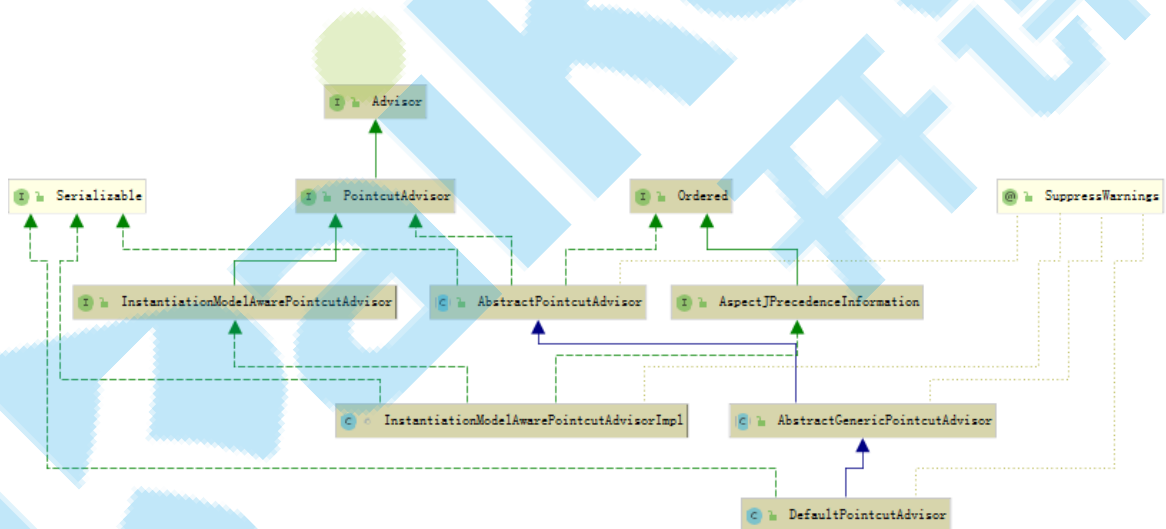 Advisor
Serializable
PointcutAdvisor
Ordered
SuppressWarnings
InstantiationModelAwarePointcutAdvisor
AbstractPointcutAdvisor
AspectJPrecedenceInformation
InstantiationModelAwarePointcutAdvisorImpl
AbstractGenericPointcutAdvisor
DefaultPointcutAdvisor